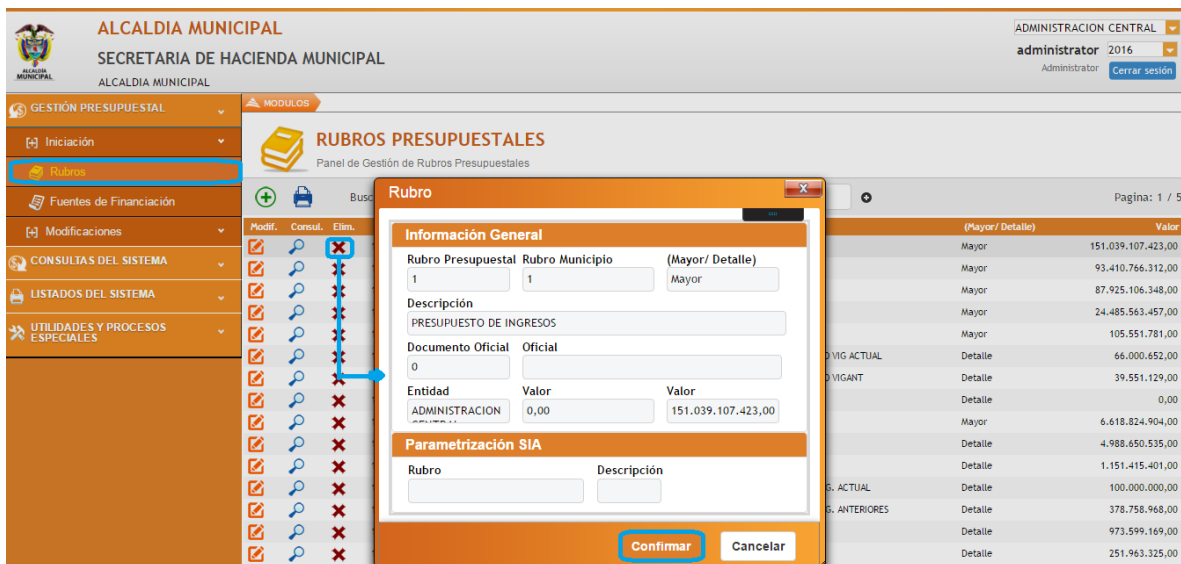 ALCALDIA MUNICIPAL
SECRETARIA DE HACIENDA MUNICIPAL
ALCALDIA MUNICIPAL
ALCALDÍA
MUNICIPAL
ADMINISTRACION CENTRAL
administrator 2016
Administrator Cerrar sesión
GESTIÓN PRESUPUESTAL
[+] Iniciación
Rubros
Fuentes de Financiación
[+] Modificaciones
CONSULTAS DEL SISTEMA
LISTADOS DEL SISTEMA
UTILIDADES Y PROCESOS
ESPECIALES
MODULOS
RUBROS PRESUPUESTALES
Panel de Gestión de Rubros Presupuestales
Busc
Pagina: 1 / 5
Modif. Consul. Elim. (Mayor/ Detalle) Valor
Mayor 151.039.107.423,00
Mayor 93.410.766.312,00
Mayor 87.925.106.348,00
Mayor 24.485.563.457,00
Mayor 105.551.781,00
VIG ACTUAL Detalle 66.000.652,00
VIGANT Detalle 39.551.129,00
Detalle 0,00
Mayor 6.618.824.904,00
Detalle 4.988.650.535,00
Detalle 1.151.415.401,00
G. ACTUAL Detalle 100.000.000,00
G. ANTERIORES Detalle 378.758.968,00
Detalle 973.599.169,00
Detalle 251.963.325,00
Rubro
X
Información General
Rubro Presupuestal Rubro Municipio (Mayor/ Detalle)
1 1 Mayor
Descripción
PRESUPUESTO DE INGRESOS
Documento Oficial Oficial
0
Entidad Valor Valor
ADMINISTRACION 0,00 151.039.107.423,00
Parametrización SIA
Rubro Descripción
Confirmar Cancelar